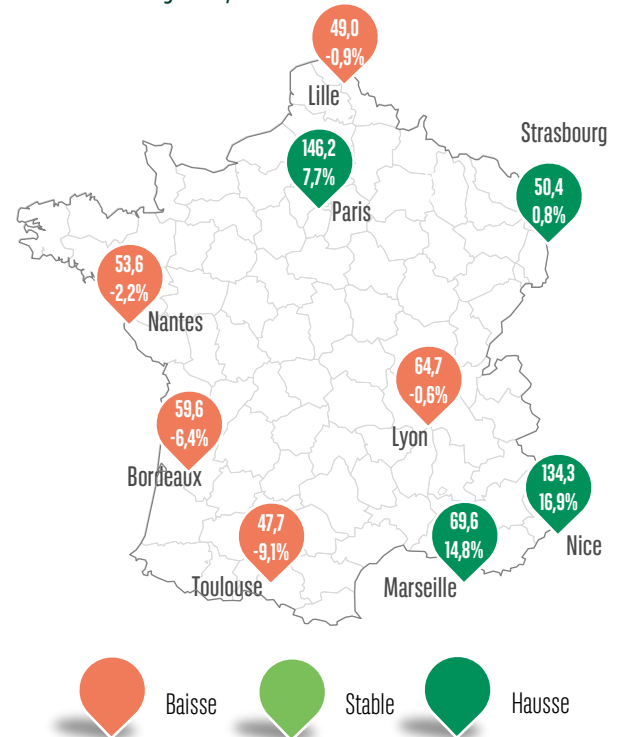 49,0
-0,9%
Lille
Strasbourg
146,2
7,7%
Paris
50,4
0,8%
53,6
-2,2%
Nantes
64,7
-0,6%
Lyon
59,6
-6,4%
Bordeaux
134,3
16,9%
Nice
47,7
-9,1%
Toulouse
69,6
14,8%
Marseille
Baisse
Stable
Hausse